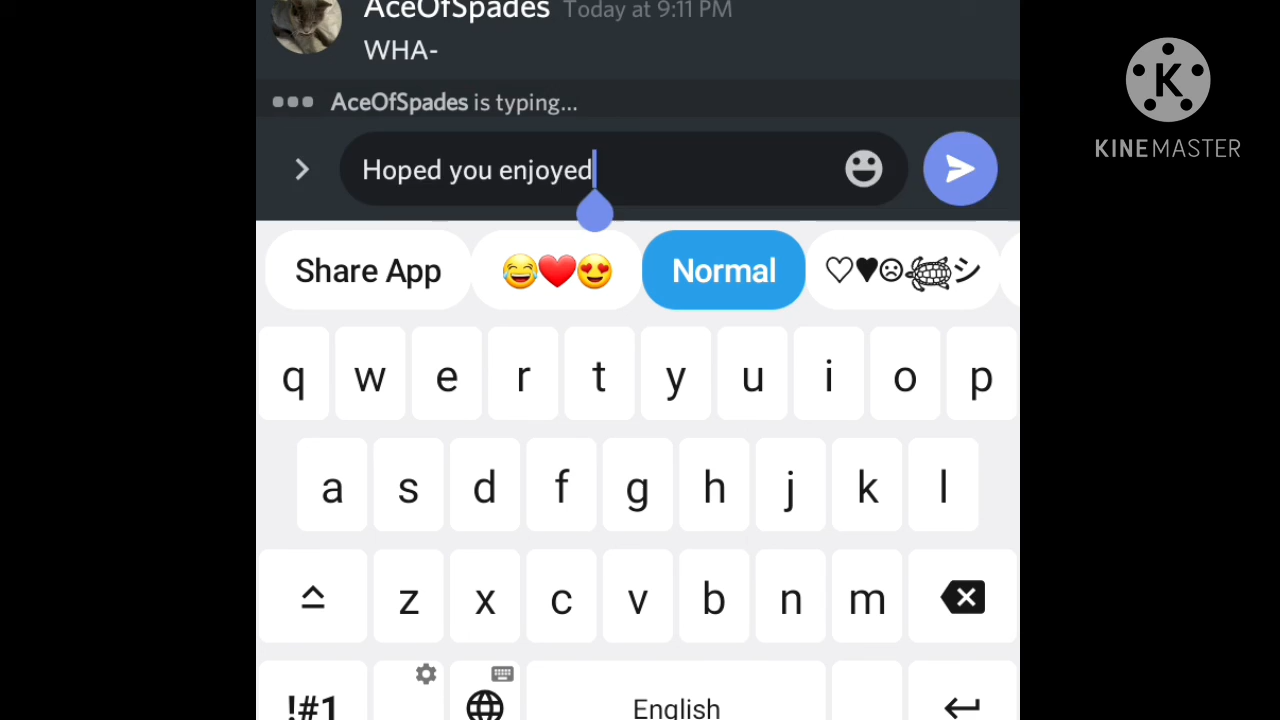 AceOfSpades Today at 9:11 PM
WHA-
AceOfSpades is typing...
Hoped you enjoyed
Share App 😂❤️😍 Normal ♡♥☹𓆉シ
q w e r t y u i o p
a s d f g h j k l
z x c v b n m
!#1 English
K
KINEMASTER